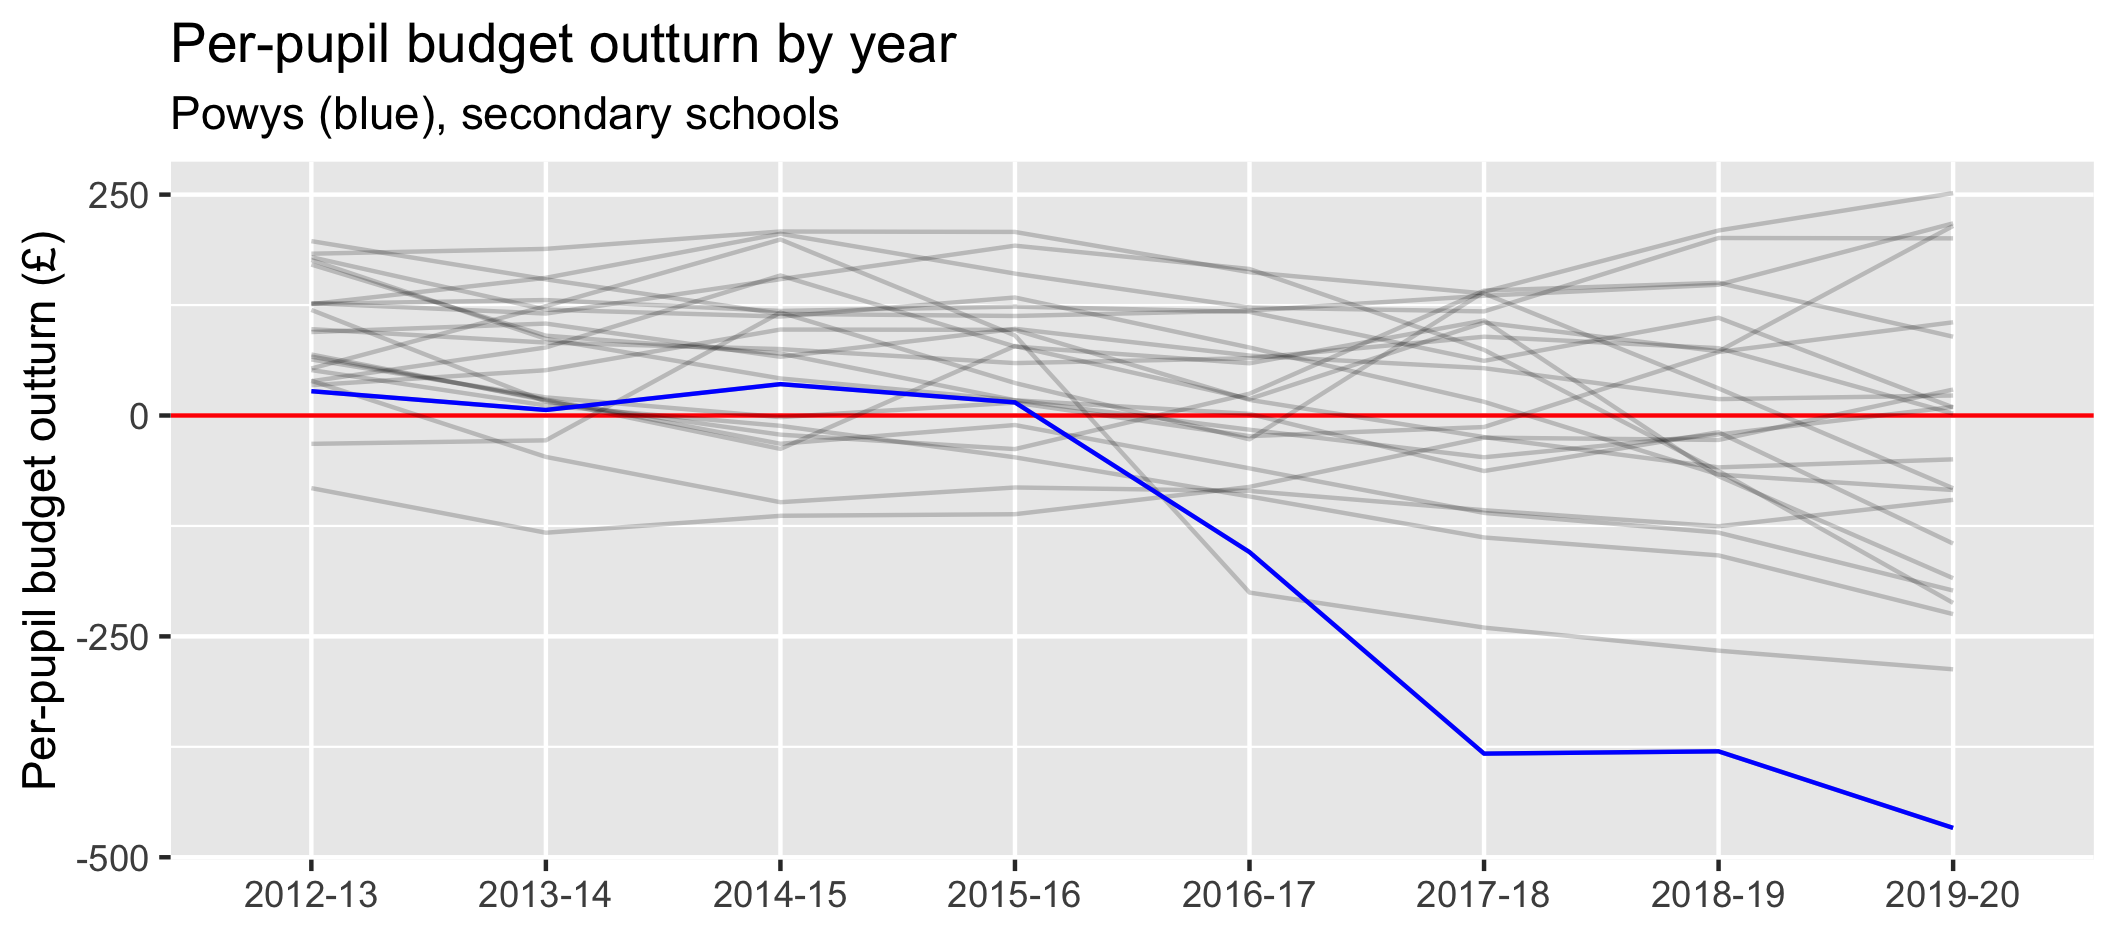 Per-pupil budget outturn by year
Powys (blue), secondary schools
Per-pupil budget outturn (£)
250
0
-250
-500
2012-13 2013-14 2014-15 2015-16 2016-17 2017-18 2018-19 2019-20